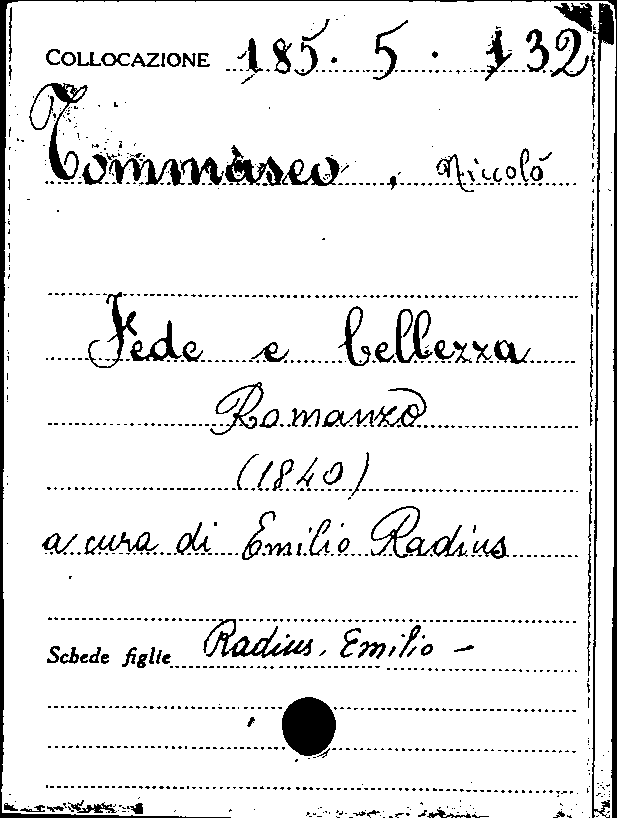 COLLOCAZIONE 185. 5. 132
Tommàseo, Niccolò
Fede e bellezza
Romanzo
(1840)
a cura di Emilio Radius
Schede figlie Radius, Emilio -